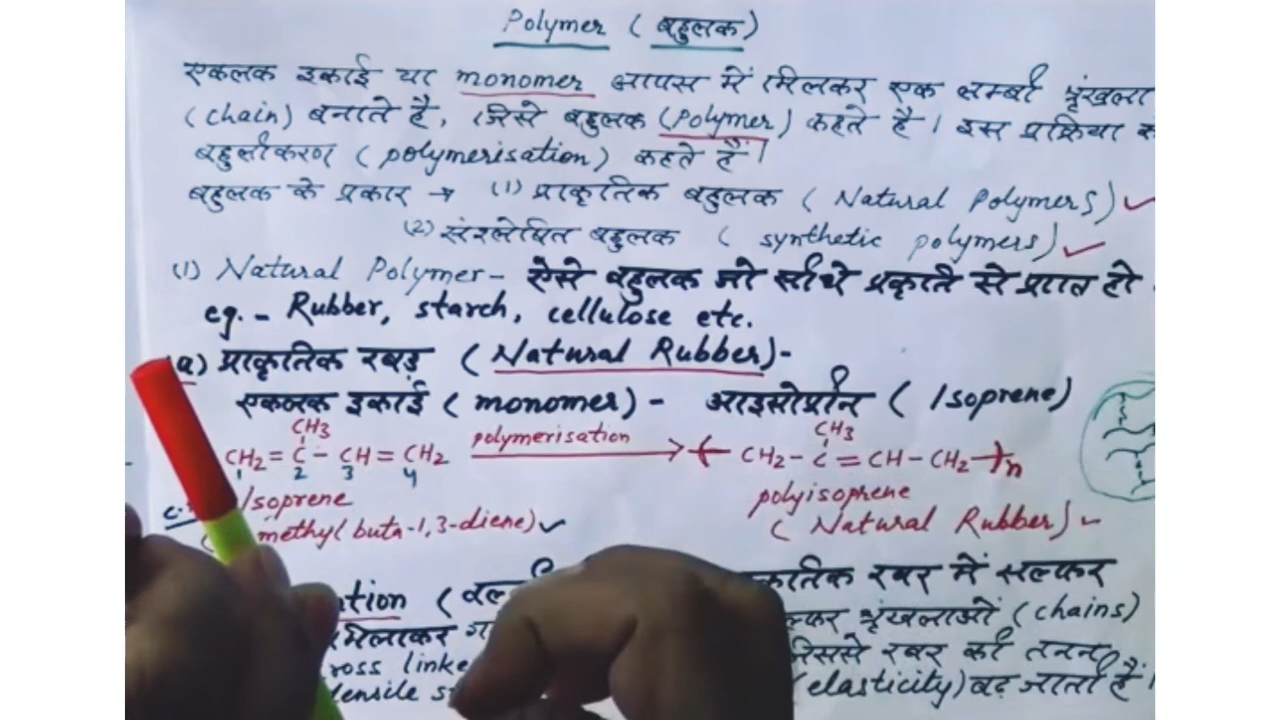 Polymer ( बहुलक )
एकलक इकाई या monomer आपस में मिलकर एक लम्बी श्रृंखला
(chain) बनाते है, जिसे बहुलक (polymer) कहते है। इस प्रक्रिया को
बहुलीकरण ( polymerisation) कहते हैं।
बहुलक के प्रकार → (1) प्राकृतिक बहुलक ( Natural Polymers)
(2) संश्लेषित बहुलक ( synthetic polymers)
(1) Natural Polymer- ऐसे बहुलक जो सीधे प्रकृति से प्राप्त हो
eg. - Rubber, starch, cellulose etc.
(a) प्राकृतिक रबड़ ( Natural Rubber)-
एकलक इकाई ( monomer) - आइसोप्रीन ( Isoprene)
CH3 polymerisation CH3
CH2 = C - CH = CH2 ⟶ ( CH2 - C = CH - CH2 )n
1 2 3 4
Isoprene polyisoprene
methyl buta-1,3-diene) ( Natural Rubber)
रबर में सल्फर
मिलाकर श्रृंखलाओं (chains)
ross linke जिससे रबर की तनन
(elasticity) बढ़ जाती है।